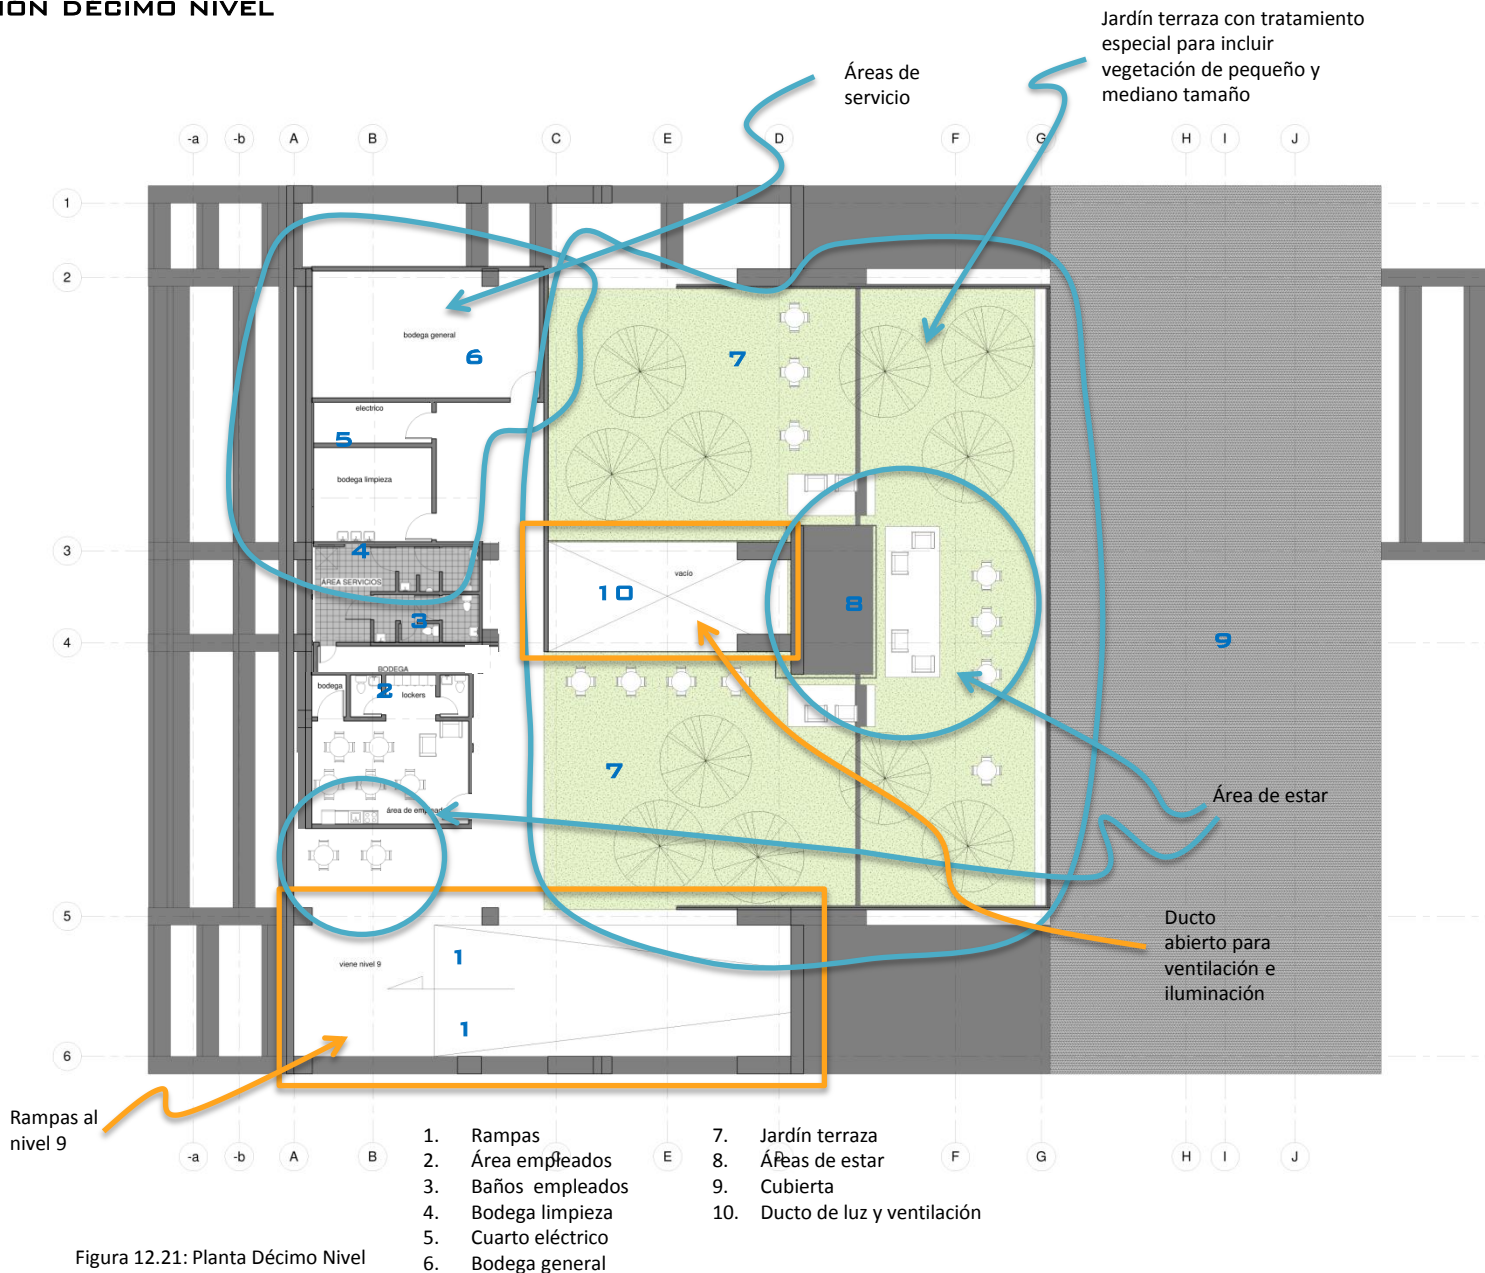 IÓN DÉCIMO NIVEL
Jardín terraza con tratamiento
especial para incluir
vegetación de pequeño y
mediano tamaño
Áreas de
servicio
-a -b A B C E D F G H I J
1
2
3
4
5
6
bodega general
6
7
electrico
5
bodega limpieza
4
ÁREA SERVICIOS
3
vacío
10
8
9
BODEGA
bodega
2
lockers
7
área de empleados
Área de estar
Ducto
abierto para
ventilación e
iluminación
viene nivel 9
1
1
Rampas al
nivel 9
-a -b A B C E D F G H I J
1. Rampas
2. Área empleados
3. Baños empleados
4. Bodega limpieza
5. Cuarto eléctrico
6. Bodega general
7. Jardín terraza
8. Áreas de estar
9. Cubierta
10. Ducto de luz y ventilación
Figura 12.21: Planta Décimo Nivel